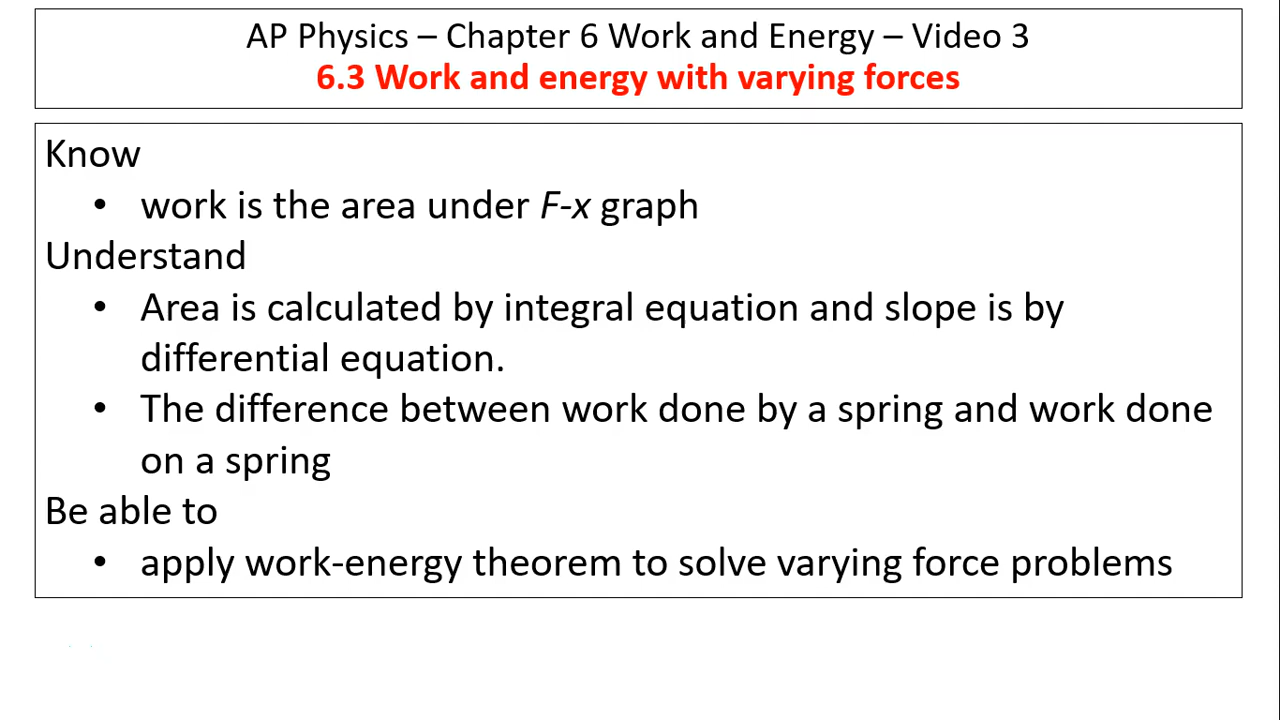 AP Physics – Chapter 6 Work and Energy – Video 3
6.3 Work and energy with varying forces
Know
• work is the area under F-x graph
Understand
• Area is calculated by integral equation and slope is by
differential equation.
• The difference between work done by a spring and work done
on a spring
Be able to
• apply work-energy theorem to solve varying force problems